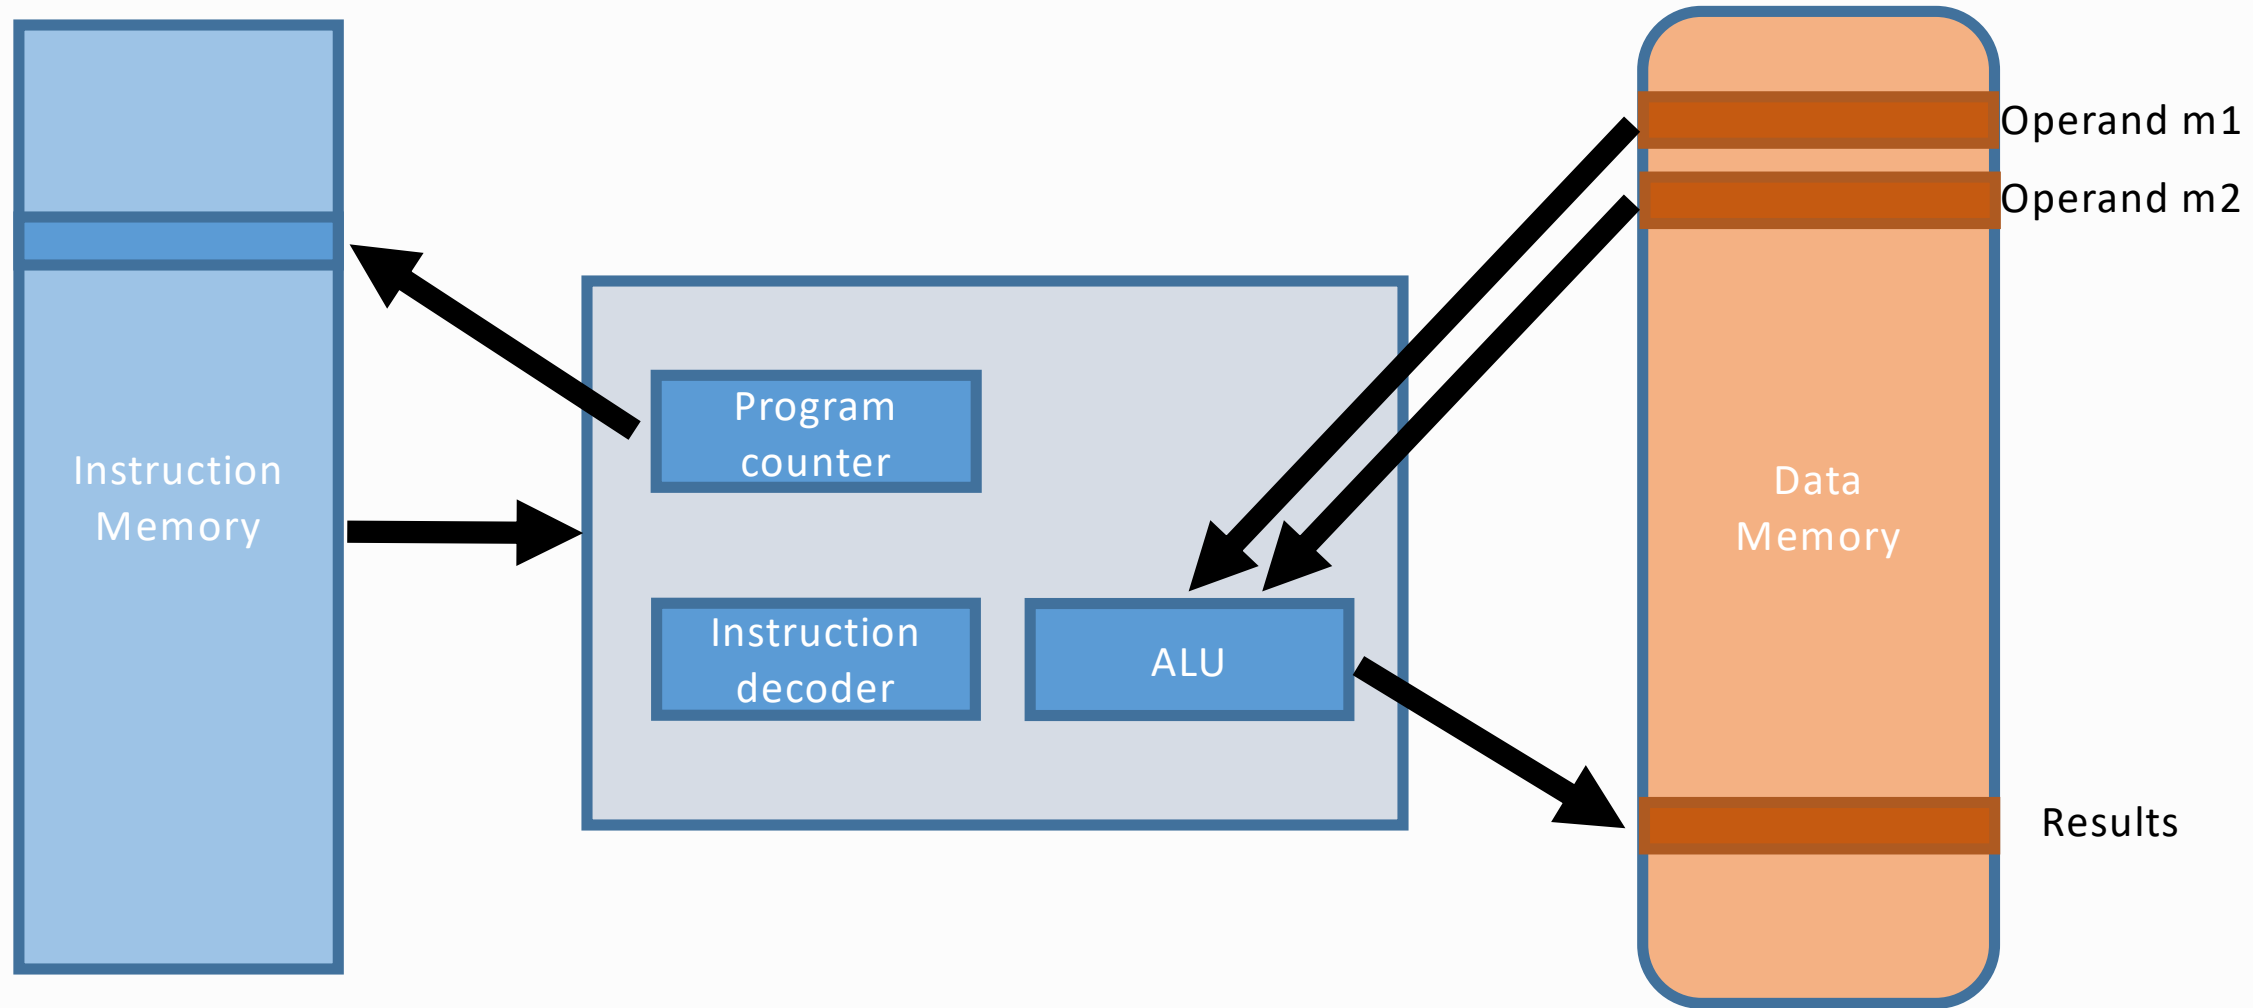 Instruction
Memory
Program
counter
Instruction
decoder
ALU
Data
Memory
Operand m1
Operand m2
Results